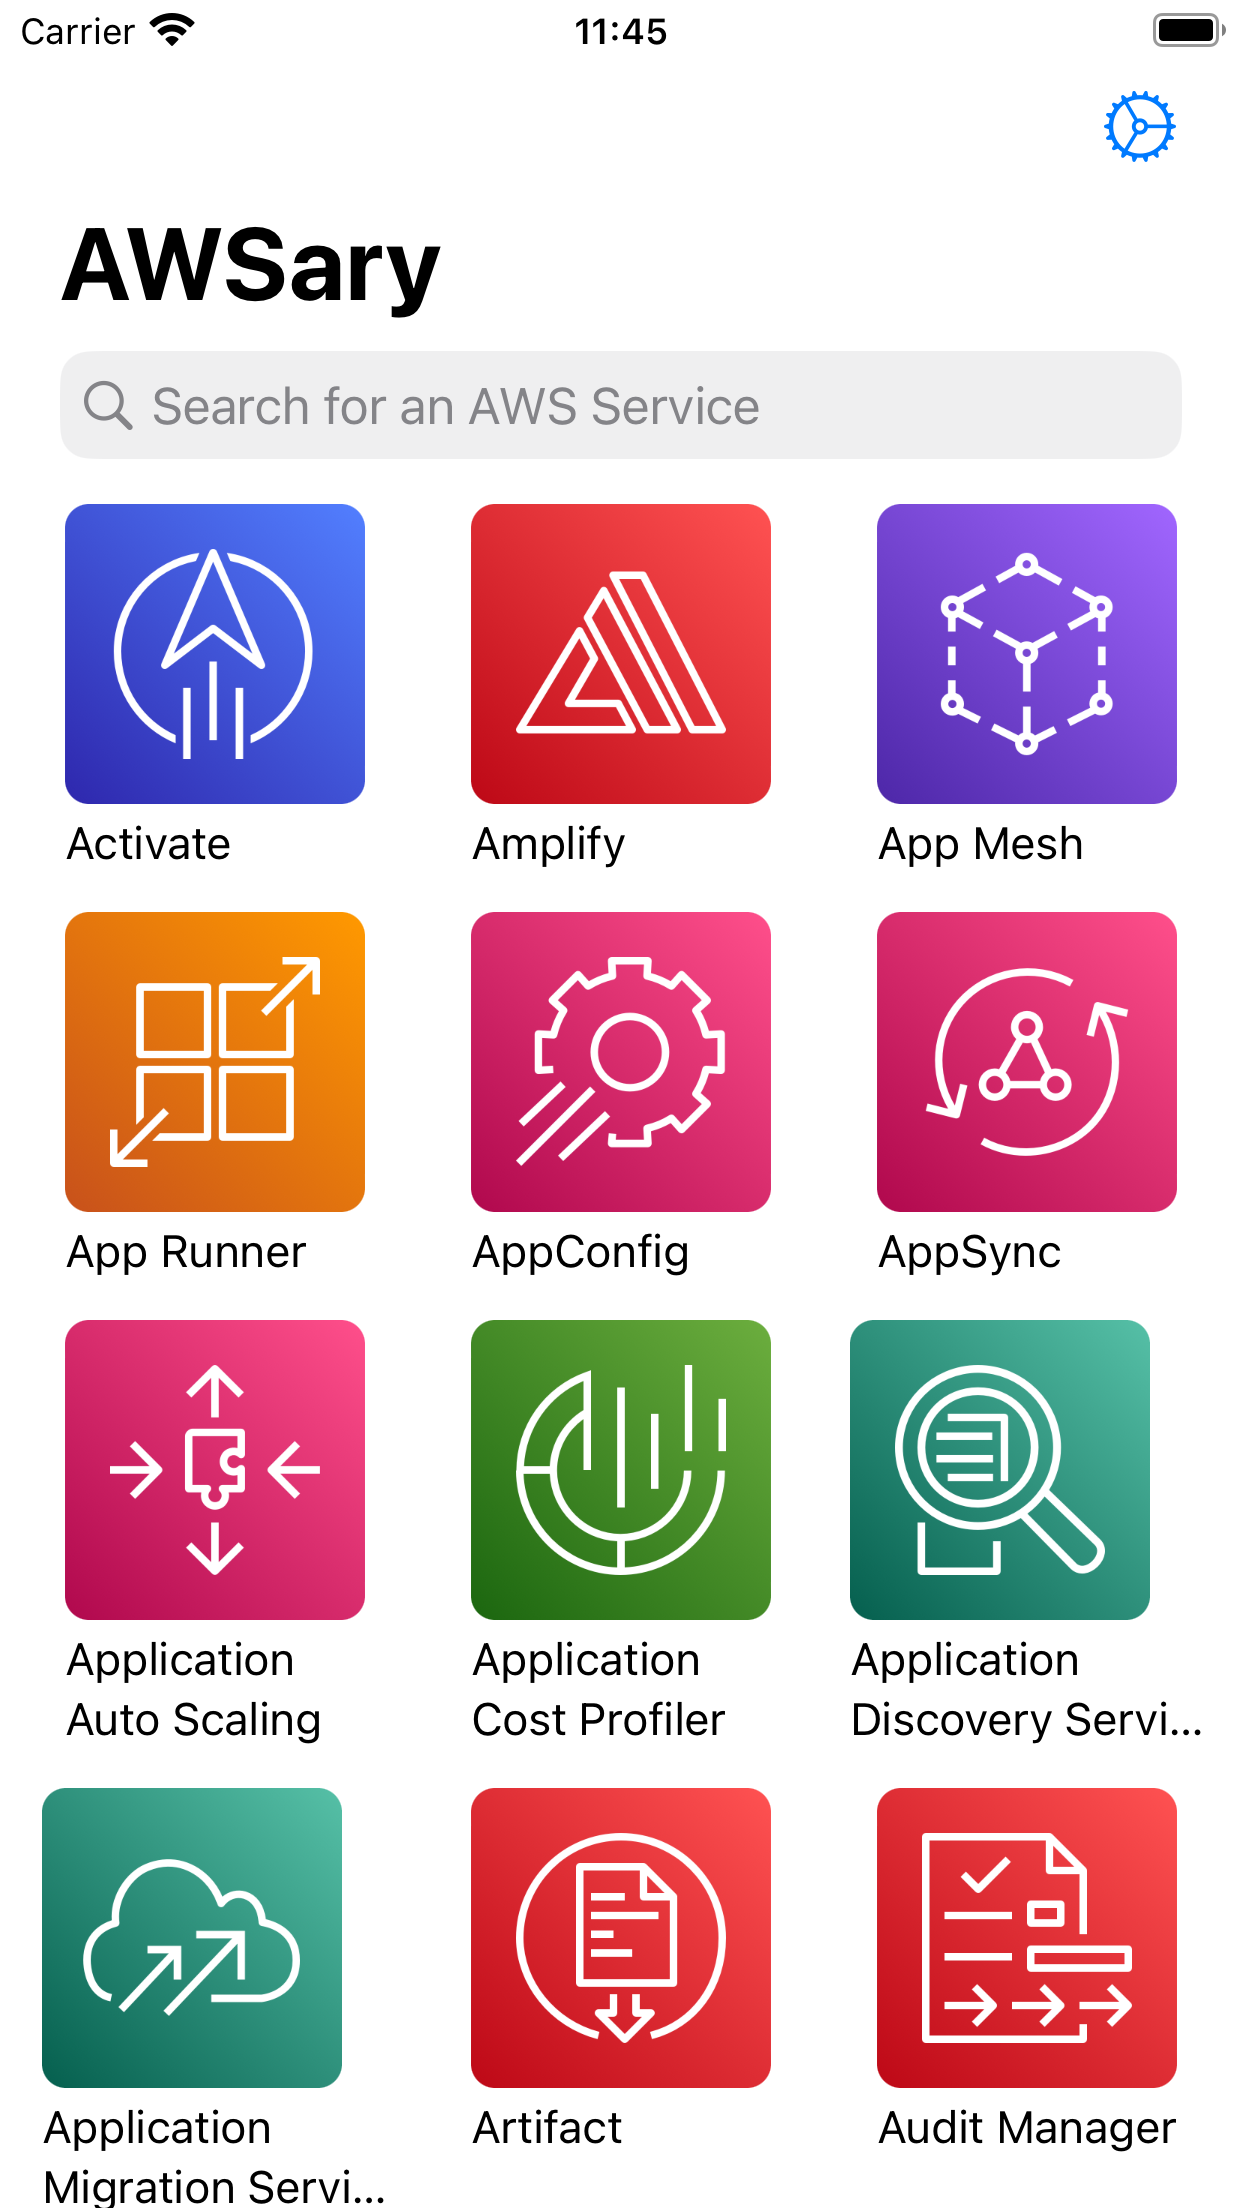 Carrier 11:45
AWSary
Search for an AWS Service
Activate
Amplify
App Mesh
App Runner
AppConfig
AppSync
Application
Auto Scaling
Application
Cost Profiler
Application
Discovery Servi...
Application
Migration Servi...
Artifact
Audit Manager